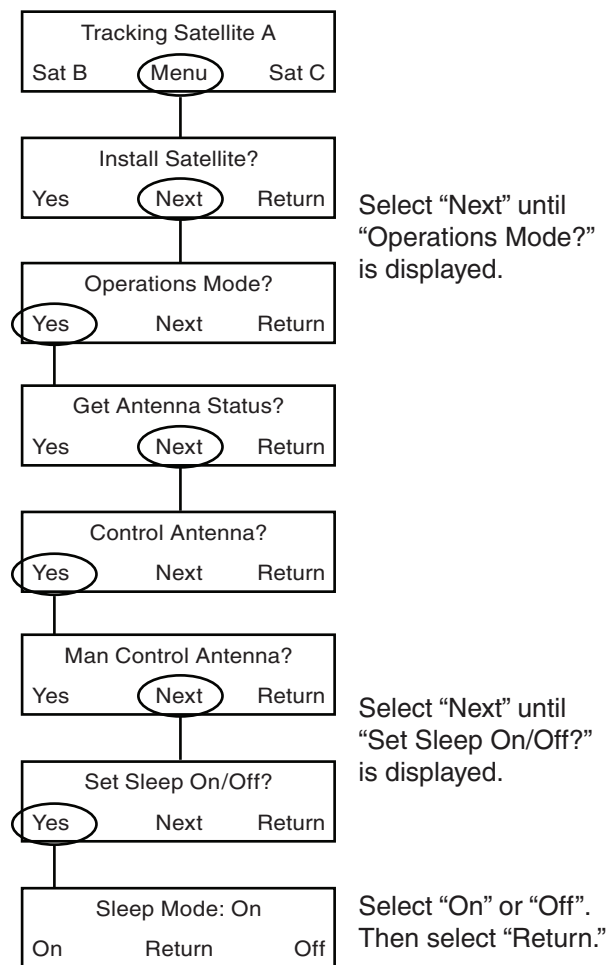 Tracking Satellite A
Sat B Menu Sat C
Install Satellite?
Yes Next Return
Select “Next” until
“Operations Mode?”
is displayed.
Operations Mode?
Yes Next Return
Get Antenna Status?
Yes Next Return
Control Antenna?
Yes Next Return
Man Control Antenna?
Yes Next Return
Select “Next” until
“Set Sleep On/Off?”
is displayed.
Set Sleep On/Off?
Yes Next Return
Sleep Mode: On
On Return Off
Select “On” or “Off”.
Then select “Return.”